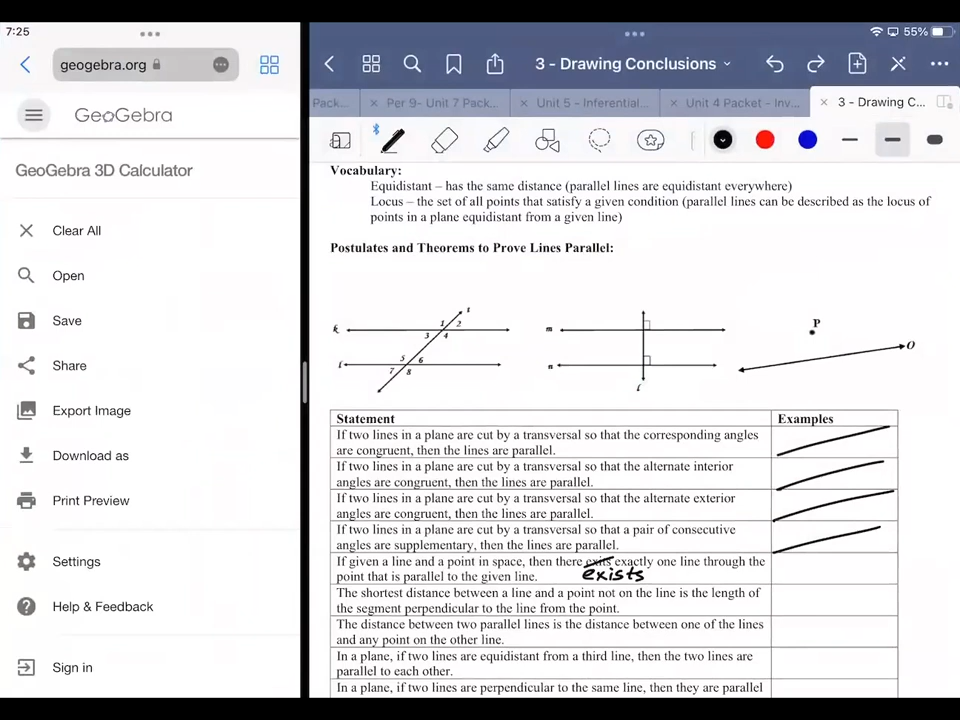 7:25
55%
geogebra.org
3 - Drawing Conclusions
Pack...
Per 9- Unit 7 Pack...
Unit 5 - Inferential...
Unit 4 Packet - Inv...
3 - Drawing C...
GeoGebra
GeoGebra 3D Calculator
Clear All
Open
Save
Share
Export Image
Download as
Print Preview
Settings
Help & Feedback
Sign in
Vocabulary:
Equidistant – has the same distance (parallel lines are equidistant everywhere)
Locus – the set of all points that satisfy a given condition (parallel lines can be described as the locus of
points in a plane equidistant from a given line)
Postulates and Theorems to Prove Lines Parallel:
k
1 2
3 4
5 6
7 8
m
n
P
O
Statement Examples
If two lines in a plane are cut by a transversal so that the corresponding angles
are congruent, then the lines are parallel.
If two lines in a plane are cut by a transversal so that the alternate interior
angles are congruent, then the lines are parallel.
If two lines in a plane are cut by a transversal so that the alternate exterior
angles are congruent, then the lines are parallel.
If two lines in a plane are cut by a transversal so that a pair of consecutive
angles are supplementary, then the lines are parallel.
If given a line and a point in space, then there exits exactly one line through the
point that is parallel to the given line. exists
The shortest distance between a line and a point not on the line is the length of
the segment perpendicular to the line from the point.
The distance between two parallel lines is the distance between one of the lines
and any point on the other line.
In a plane, if two lines are equidistant from a third line, then the two lines are
parallel to each other.
In a plane, if two lines are perpendicular to the same line, then they are parallel